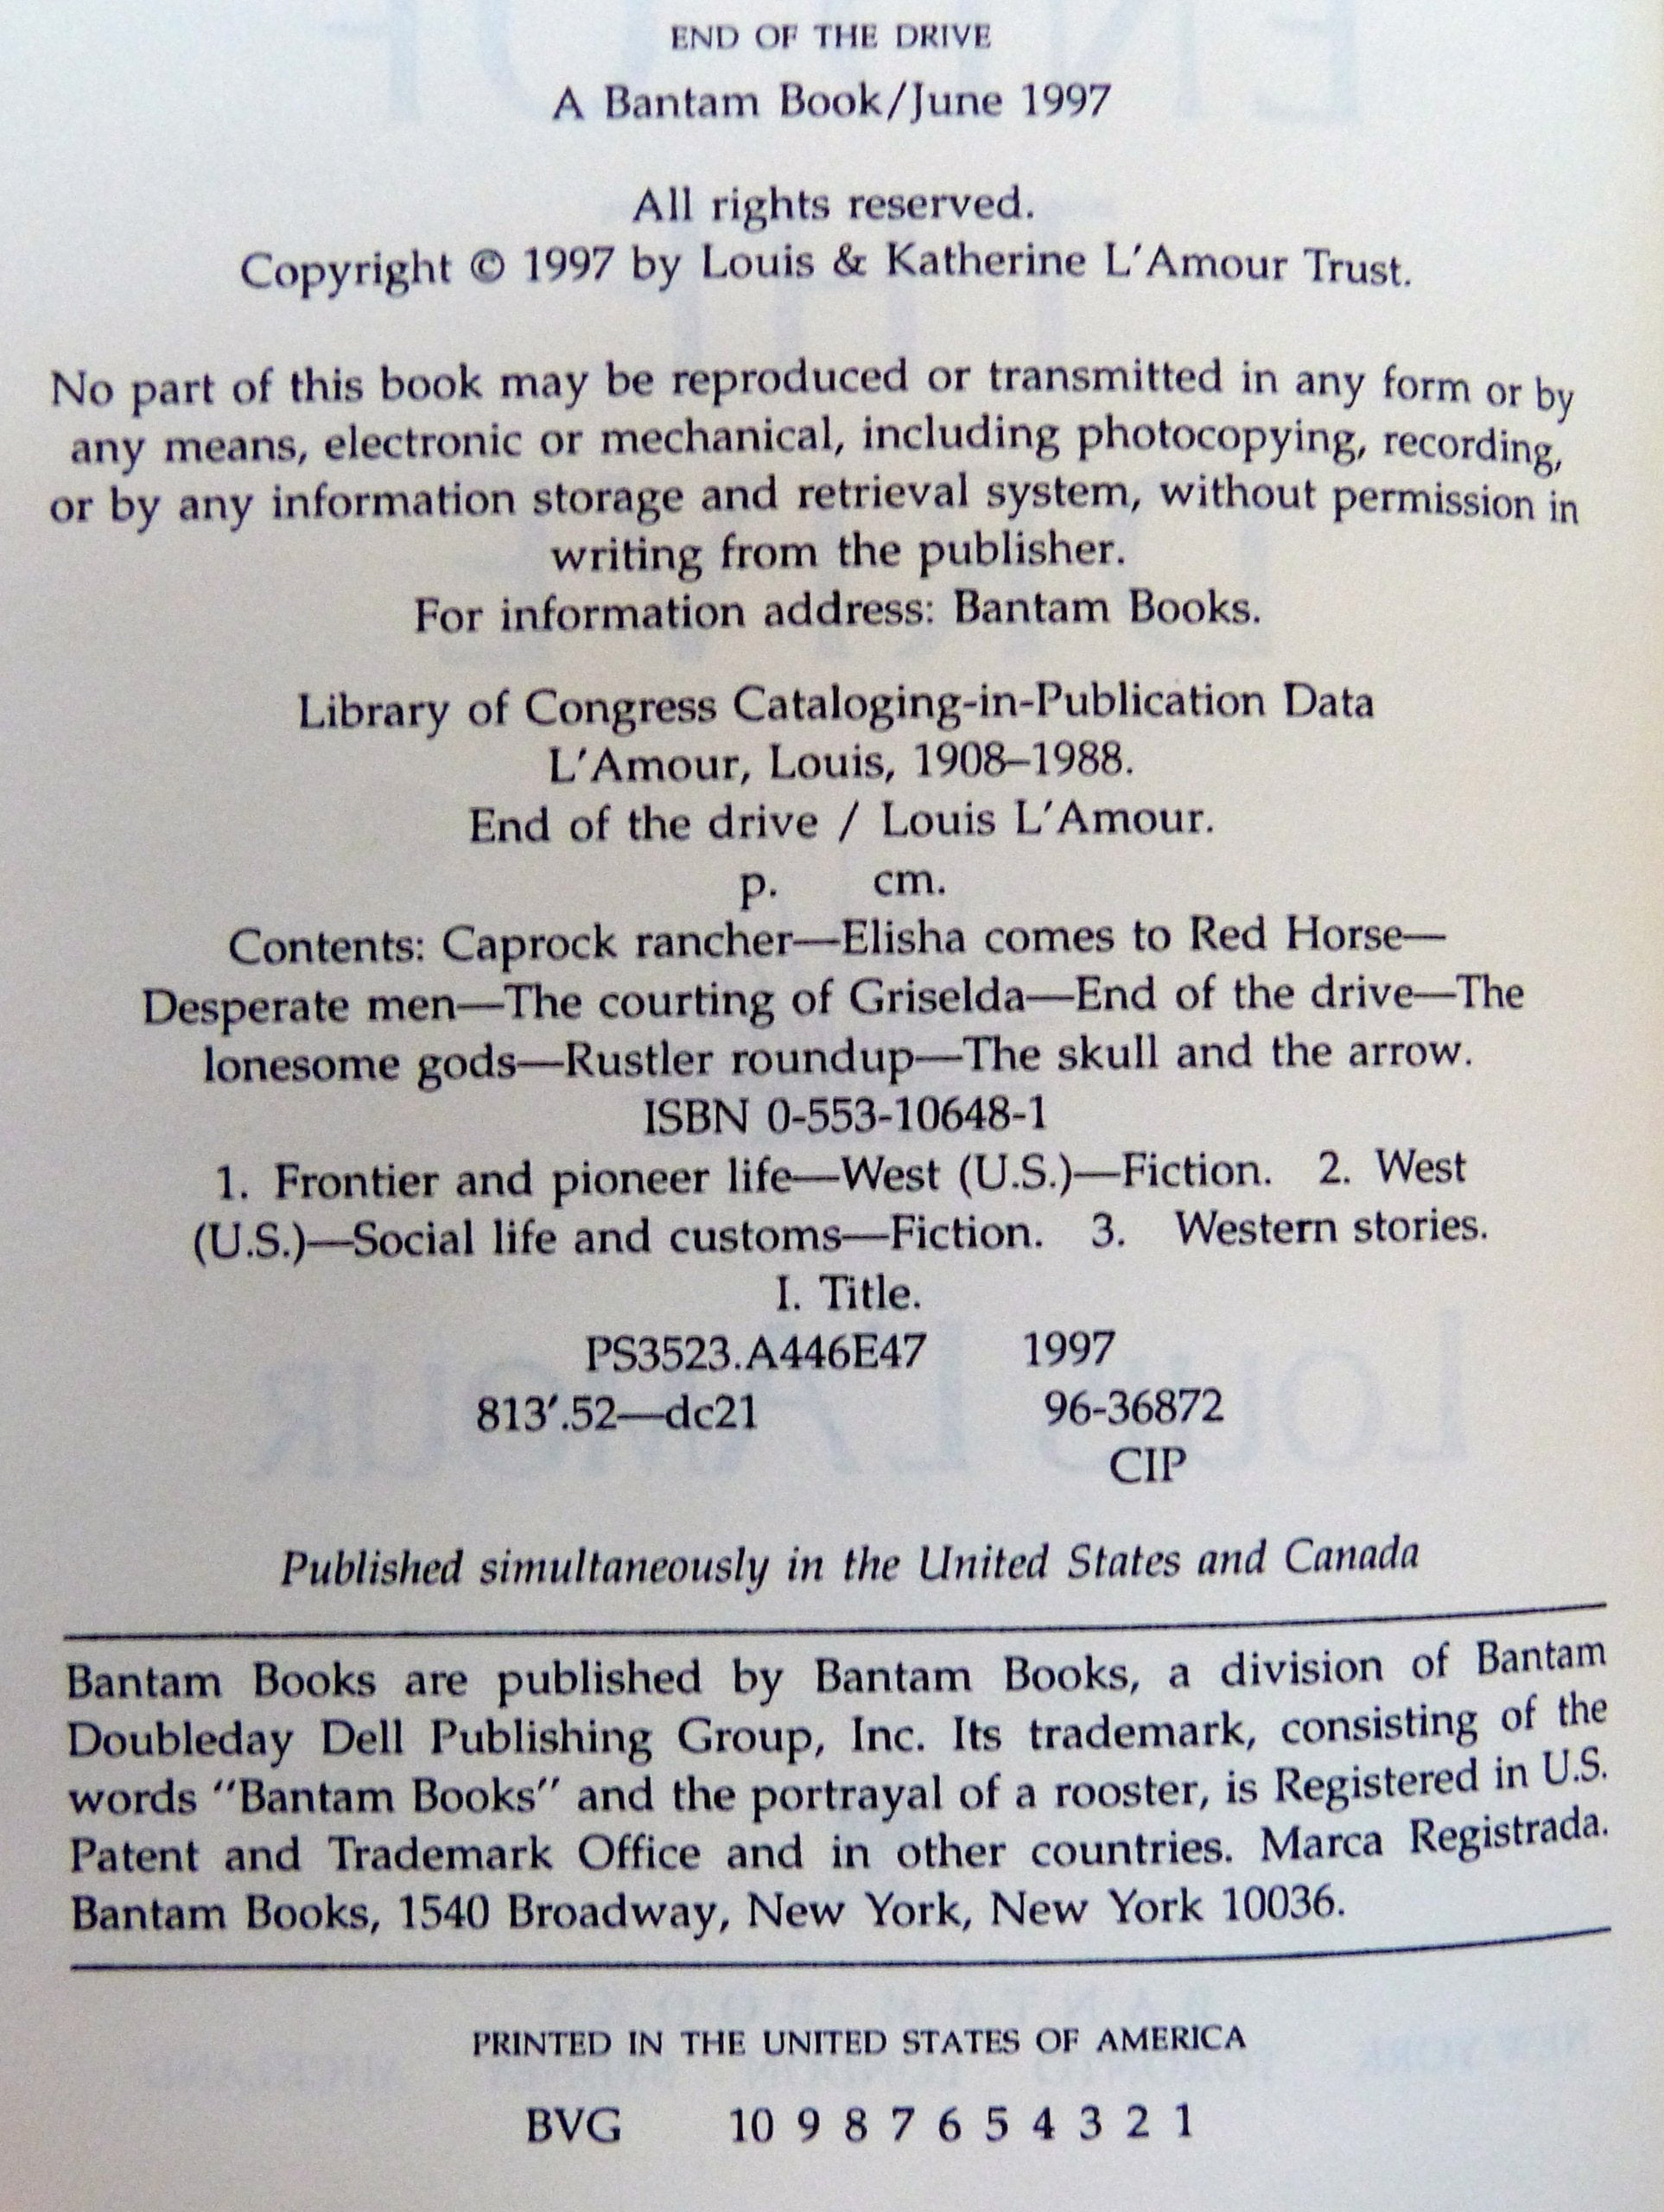 END OF THE DRIVE
A Bantam Book/June 1997
All rights reserved.
Copyright © 1997 by Louis & Katherine L'Amour Trust.
No part of this book may be reproduced or transmitted in any form or by
any means, electronic or mechanical, including photocopying, recording,
or by any information storage and retrieval system, without permission in
writing from the publisher.
For information address: Bantam Books.
Library of Congress Cataloging-in-Publication Data
L'Amour, Louis, 1908–1988.
End of the drive / Louis L'Amour.
p. cm.
Contents: Caprock rancher—Elisha comes to Red Horse—
Desperate men—The courting of Griselda—End of the drive—The
lonesome gods—Rustler roundup—The skull and the arrow.
ISBN 0-553-10648-1
1. Frontier and pioneer life—West (U.S.)—Fiction. 2. West
(U.S.)—Social life and customs—Fiction. 3. Western stories.
I. Title.
PS3523.A446E47 1997
813′.52—dc21 96-36872
CIP
Published simultaneously in the United States and Canada
Bantam Books are published by Bantam Books, a division of Bantam
Doubleday Dell Publishing Group, Inc. Its trademark, consisting of the
words "Bantam Books" and the portrayal of a rooster, is Registered in U.S.
Patent and Trademark Office and in other countries. Marca Registrada.
Bantam Books, 1540 Broadway, New York, New York 10036.
PRINTED IN THE UNITED STATES OF AMERICA
BVG 10 9 8 7 6 5 4 3 2 1